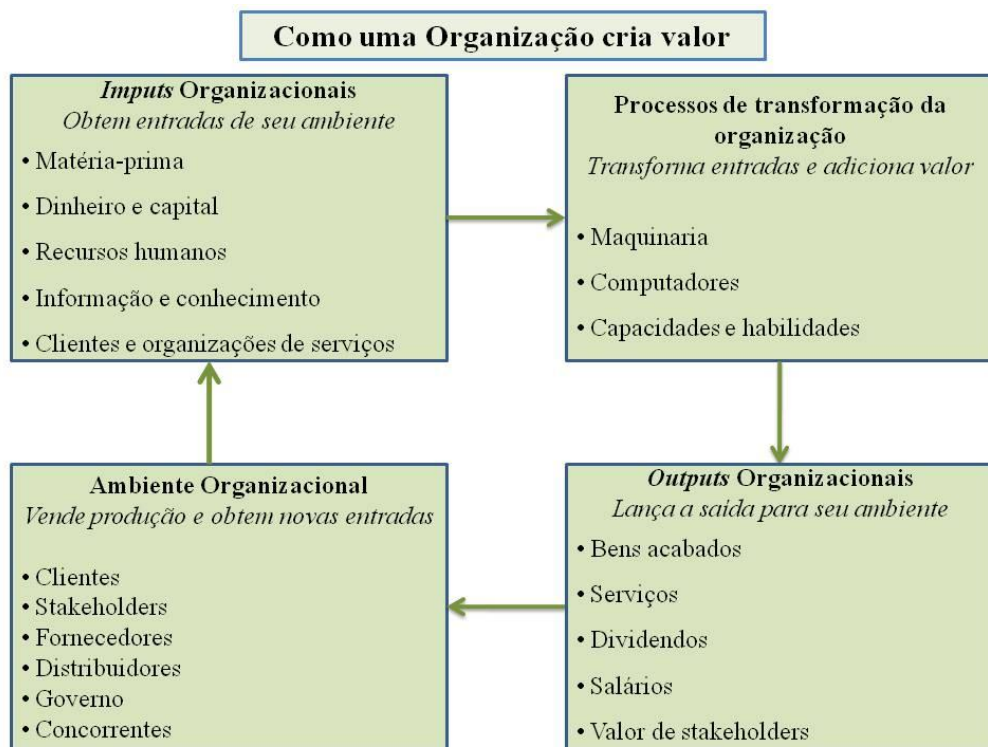 Como uma Organização cria valor
Imputs Organizacionais
Obtem entradas de seu ambiente
• Matéria-prima
• Dinheiro e capital
• Recursos humanos
• Informação e conhecimento
• Clientes e organizações de serviços
Processos de transformação da
organização
Transforma entradas e adiciona valor
• Maquinaria
• Computadores
• Capacidades e habilidades
Ambiente Organizacional
Vende produção e obtem novas entradas
• Clientes
• Stakeholders
• Fornecedores
• Distribuidores
• Governo
• Concorrentes
Outputs Organizacionais
Lança a saída para seu ambiente
• Bens acabados
• Serviços
• Dividendos
• Salários
• Valor de stakeholders